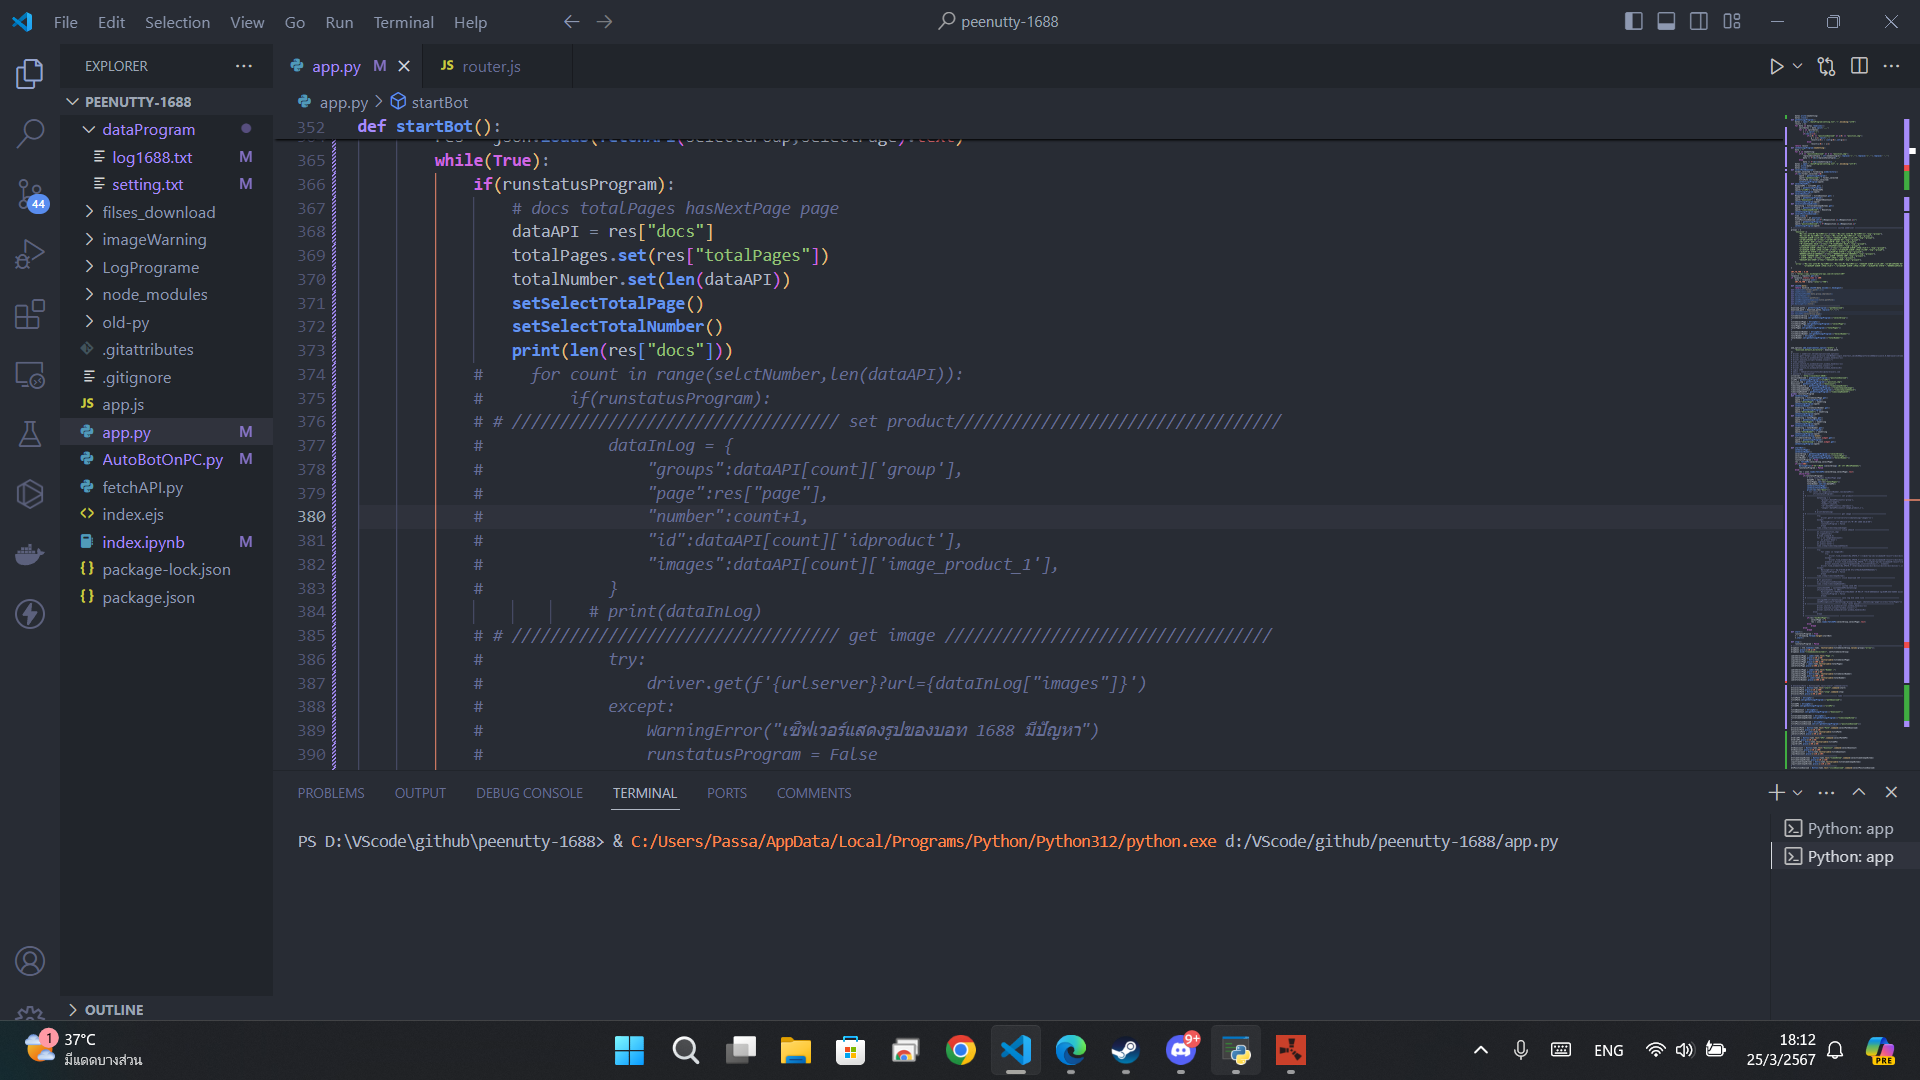 File Edit Selection View Go Run Terminal Help
peenutty-1688
EXPLORER
PEENUTTY-1688
dataProgram
log1688.txt M
setting.txt M
filses_download
imageWarning
LogPrograme
node_modules
old-py
.gitattributes
.gitignore
JS app.js
app.py M
AutoBotOnPC.py M
fetchAPI.py
index.ejs
index.ipynb M
package-lock.json
package.json
OUTLINE
44
app.py M
JS router.js
app.py > startBot
352 def startBot():
365 while(True):
366 if(runstatusProgram):
367 # docs totalPages hasNextPage page
368 dataAPI = res["docs"]
369 totalPages.set(res["totalPages"])
370 totalNumber.set(len(dataAPI))
371 setSelectTotalPage()
372 setSelectTotalNumber()
373 print(len(res["docs"]))
374 # for count in range(selctNumber,len(dataAPI)):
375 # if(runstatusProgram):
376 # # ////////////////////////////////// set product//////////////////////////////////
377 # dataInLog = {
378 # "groups":dataAPI[count]['group'],
379 # "page":res["page"],
380 # "number":count+1,
381 # "id":dataAPI[count]['idproduct'],
382 # "images":dataAPI[count]['image_product_1'],
383 # }
384 # print(dataInLog)
385 # # ////////////////////////////////// get image //////////////////////////////////
386 # try:
387 # driver.get(f'{urlserver}?url={dataInLog["images"]}')
388 # except:
389 # WarningError("เซิฟเวอร์แสดงรูปของบอท 1688 มีปัญหา")
390 # runstatusProgram = False
PROBLEMS OUTPUT DEBUG CONSOLE TERMINAL PORTS COMMENTS
PS D:\VScode\github\peenutty-1688> & C:/Users/Passa/AppData/Local/Programs/Python/Python312/python.exe d:/VScode/github/peenutty-1688/app.py
Python: app
Python: app
1
37°C
มีแดดบางส่วน
9+
ENG
18:12
25/3/2567
PRE